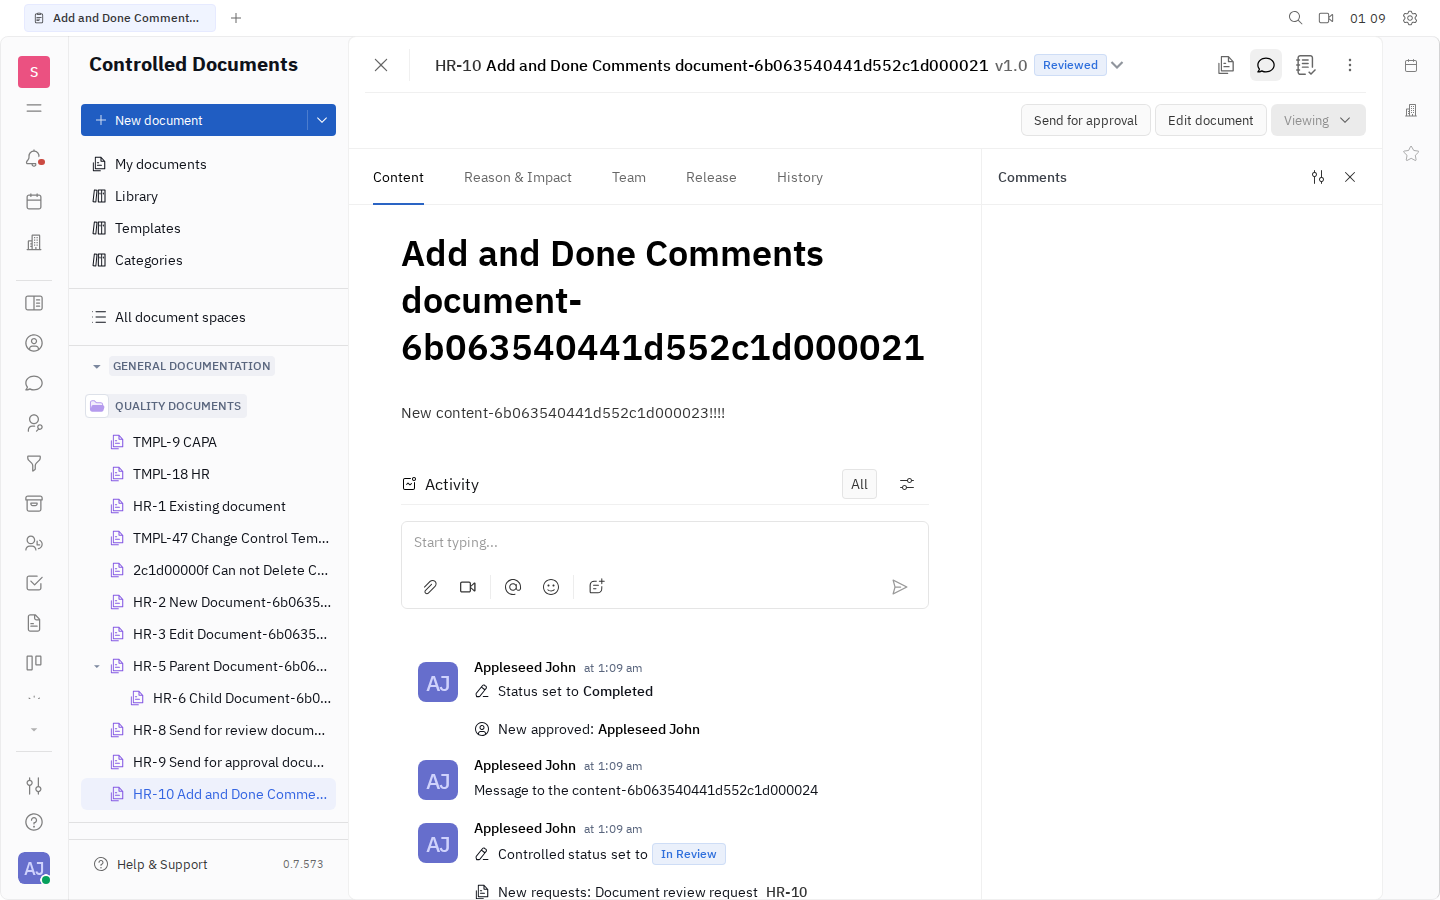 Add and Done Comment...
01 09
S
Controlled Documents
New document
My documents
Library
Templates
Categories
All document spaces
GENERAL DOCUMENTATION
QUALITY DOCUMENTS
TMPL-9 CAPA
TMPL-18 HR
HR-1 Existing document
TMPL-47 Change Control Tem...
2c1d00000f Can not Delete C...
HR-2 New Document-6b0635...
HR-3 Edit Document-6b0635...
HR-5 Parent Document-6b06...
HR-6 Child Document-6b0...
HR-8 Send for review docum...
HR-9 Send for approval docu...
HR-10 Add and Done Comme...
Help & Support 0.7.573
AJ
HR-10 Add and Done Comments document-6b063540441d552c1d000021 v1.0 Reviewed
Send for approval Edit document Viewing
Content Reason & Impact Team Release History
Add and Done Comments
document-
6b063540441d552c1d000021
New content-6b063540441d552c1d000023!!!!
Activity All
Start typing...
AJ
Appleseed John at 1:09 am
Status set to Completed
New approved: Appleseed John
AJ
Appleseed John at 1:09 am
Message to the content-6b063540441d552c1d000024
AJ
Appleseed John at 1:09 am
Controlled status set to In Review
New requests: Document review request HR-10
Comments